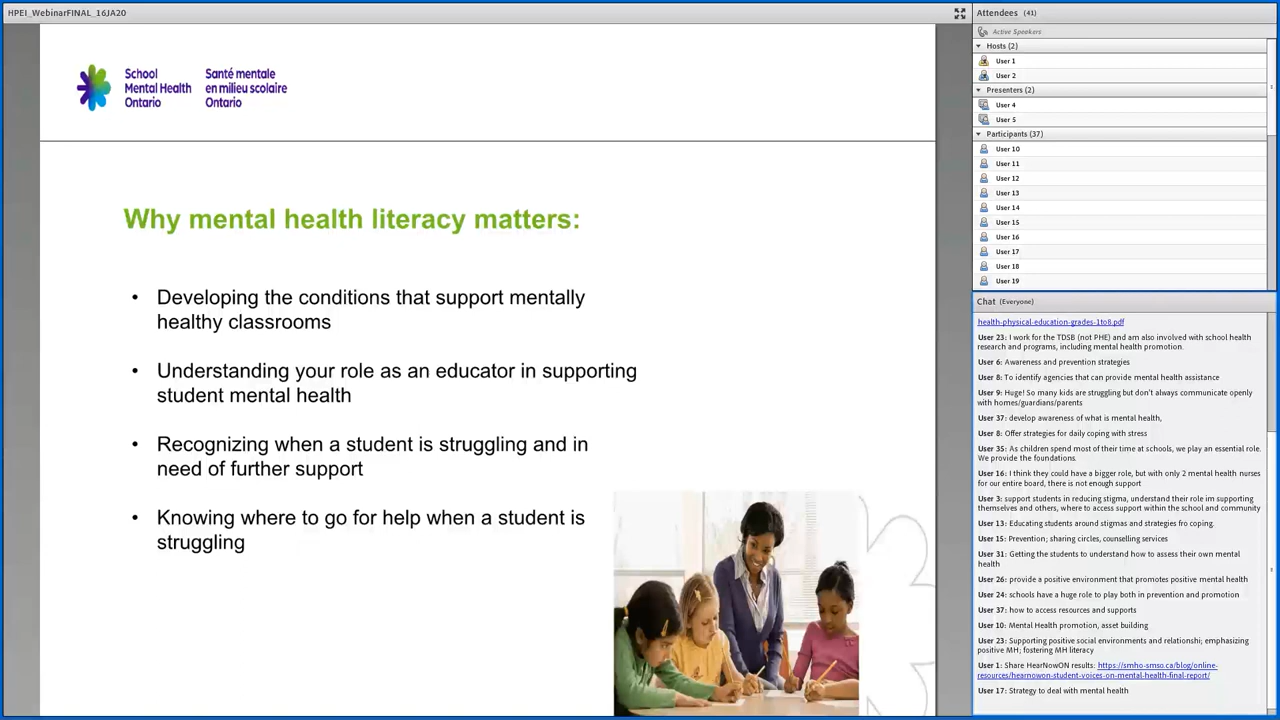 HPEI_WebinarFINAL_16JA20
School
Mental Health
Ontario
Santé mentale
en milieu scolaire
Ontario
Why mental health literacy matters:
• Developing the conditions that support mentally
healthy classrooms
• Understanding your role as an educator in supporting
student mental health
• Recognizing when a student is struggling and in
need of further support
• Knowing where to go for help when a student is
struggling
Attendees (41)
Active Speakers
Hosts (2)
User 1
User 2
Presenters (2)
User 4
User 5
Participants (37)
User 10
User 11
User 12
User 13
User 14
User 15
User 16
User 17
User 18
User 19
Chat (Everyone)
health-physical-education-grades-1to8.pdf
User 23: I work for the TDSB (not PHE) and am also involved with school health
research and programs, including mental health promotion.
User 6: Awareness and prevention strategies
User 8: To identify agencies that can provide mental health assistance
User 9: Huge! So many kids are struggling but don't always communicate openly
with homes/guardians/parents
User 37: develop awareness of what is mental health,
User 8: Offer strategies for daily coping with stress
User 35: As children spend most of their time at schools, we play an essential role.
We provide the foundations.
User 16: I think they could have a bigger role, but with only 2 mental health nurses
for our entire board, there is not enough support
User 3: support students in reducing stigma, understand their role im supporting
themselves and others, where to access support within the school and community
User 13: Educating students around stigmas and strategies fro coping.
User 15: Prevention; sharing circles, counselling services
User 31: Getting the students to understand how to assess their own mental
health
User 26: provide a positive environment that promotes positive mental health
User 24: schools have a huge role to play both in prevention and promotion
User 37: how to access resources and supports
User 10: Mental Health promotion, asset building
User 23: Supporting positive social environments and relationshi; emphasizing
positive MH; fostering MH literacy
User 1: Share HearNowON results: https://smho-smso.ca/blog/online-
resources/hearnowon-student-voices-on-mental-health-final-report/
User 17: Strategy to deal with mental health